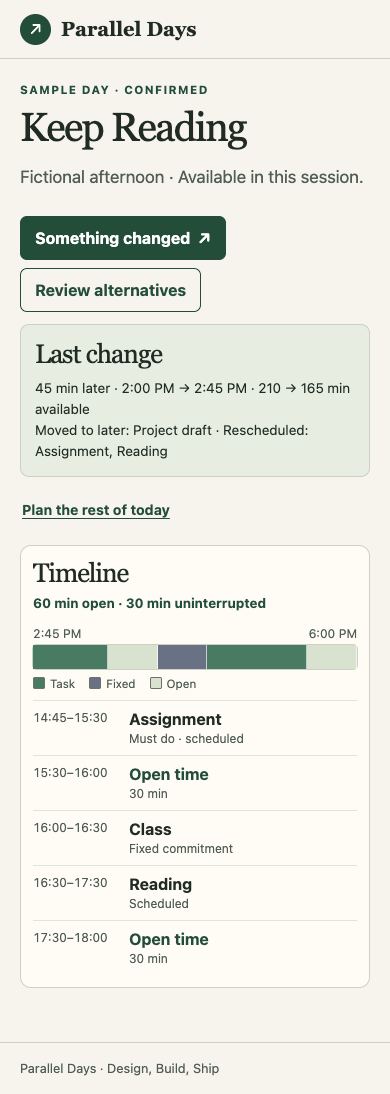 Parallel Days
SAMPLE DAY · CONFIRMED
Keep Reading
Fictional afternoon · Available in this session.
Something changed ↗
Review alternatives
Last change
45 min later · 2:00 PM → 2:45 PM · 210 → 165 min
available
Moved to later: Project draft · Rescheduled:
Assignment, Reading
Plan the rest of today
Timeline
60 min open · 30 min uninterrupted
2:45 PM 6:00 PM
Task Fixed Open
14:45–15:30 Assignment
Must do · scheduled
15:30–16:00 Open time
30 min
16:00–16:30 Class
Fixed commitment
16:30–17:30 Reading
Scheduled
17:30–18:00 Open time
30 min
Parallel Days · Design, Build, Ship